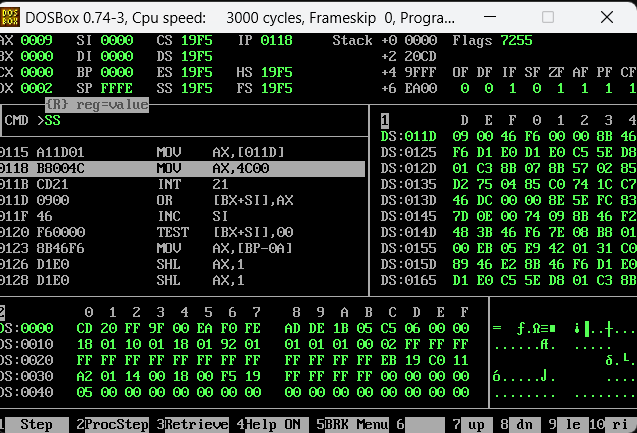 DOSBox 0.74-3, Cpu speed: 3000 cycles, Frameskip 0, Progra...
AX 0009 SI 0000 CS 19F5 IP 0118 Stack +0 0000 Flags 7255
BX 0000 DI 0000 DS 19F5 +2 20CD
CX 0000 BP 0000 ES 19F5 HS 19F5 +4 9FFF OF DF IF SF ZF AF PF CF
DX 0002 SP FFFE SS 19F5 FS 19F5 +6 EA00 0 0 1 0 1 1 1 1
{R} reg=value
CMD >SS
1 D E F 0 1 2 3 4
DS:011D 09 00 46 F6 00 00 8B 46
0115 A11D01 MOV AX,[011D] DS:0125 F6 D1 E0 D1 E0 C5 5E D8
0118 B8004C MOV AX,4C00 DS:012D 01 C3 8B 07 8B 57 02 85
011B CD21 INT 21 DS:0135 D2 75 04 85 C0 74 1C C7
011D 0900 OR [BX+SI],AX DS:013D 46 DC 00 00 8E 5E FC 83
011F 46 INC SI DS:0145 7D 0E 00 74 09 8B 46 F2
0120 F60000 TEST [BX+SI],00 DS:014D 48 3B 46 F6 7E 08 B8 01
0123 8B46F6 MOV AX,[BP-0A] DS:0155 00 EB 05 E9 42 01 31 C0
0126 D1E0 SHL AX,1 DS:015D 89 46 E2 8B 46 F6 D1 E0
0128 D1E0 SHL AX,1 DS:0165 D1 E0 C5 5E D8 01 C3 8B
2 0 1 2 3 4 5 6 7 8 9 A B C D E F
DS:0000 CD 20 FF 9F 00 EA F0 FE AD DE 1B 05 C5 06 00 00 = ƒ.Ω≡■ ¡▐..┼...
DS:0010 18 01 10 01 18 01 92 01 01 01 01 00 02 FF FF FF ......Æ. .....
DS:0020 FF FF FF FF FF FF FF FF FF FF FF FF EB 19 C0 11 δ.└.
DS:0030 A2 01 14 00 18 00 F5 19 FF FF FF FF 00 00 00 00 ó.....⌡. ....
DS:0040 05 00 00 00 00 00 00 00 00 00 00 00 00 00 00 00 ........ ........
1 Step 2ProcStep 3Retrieve 4Help ON 5BRK Menu 6 7 up 8 dn 9 le 10 ri